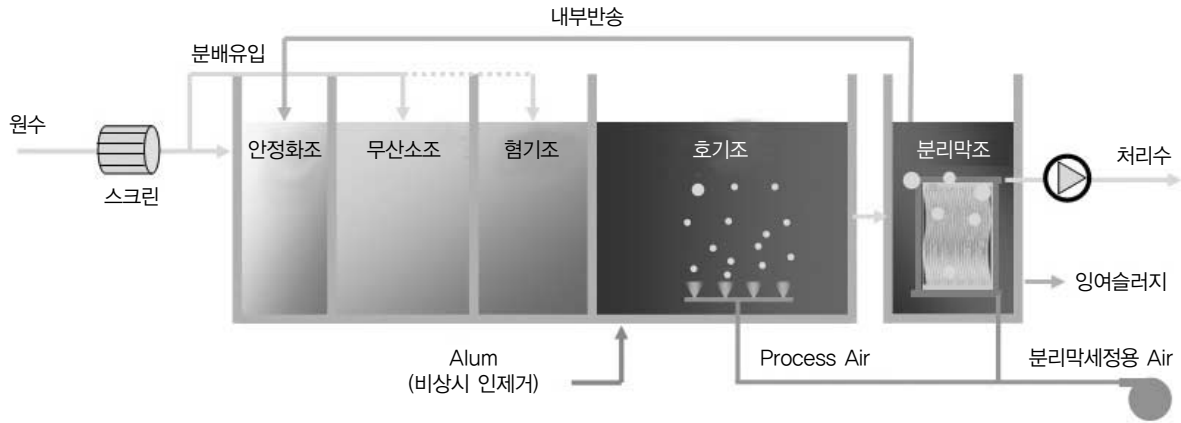 내부반송
분배유입
원수
스크린
안정화조
무산소조
혐기조
호기조
분리막조
처리수
잉여슬러지
Alum
(비상시 인제거)
Process Air
분리막세정용 Air